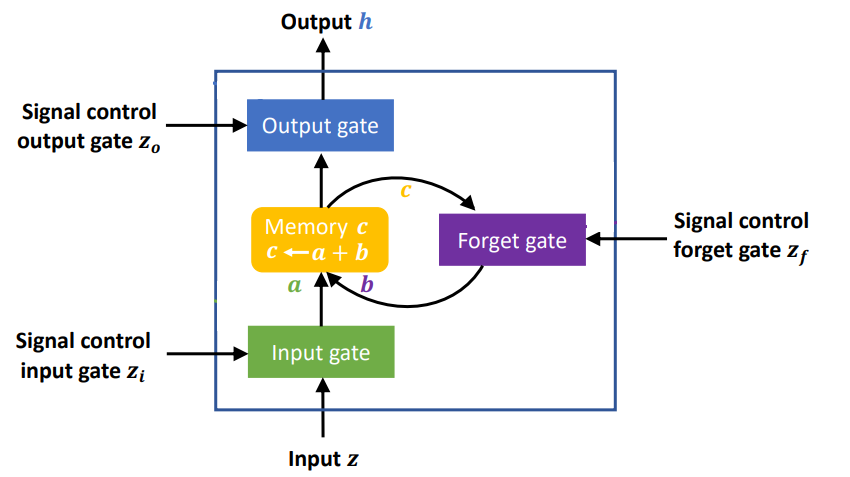 Output h
Signal control
output gate z_o
Output gate
c
Memory c
c ← a + b
Forget gate
Signal control
forget gate z_f
a
b
Signal control
input gate z_i
Input gate
Input z